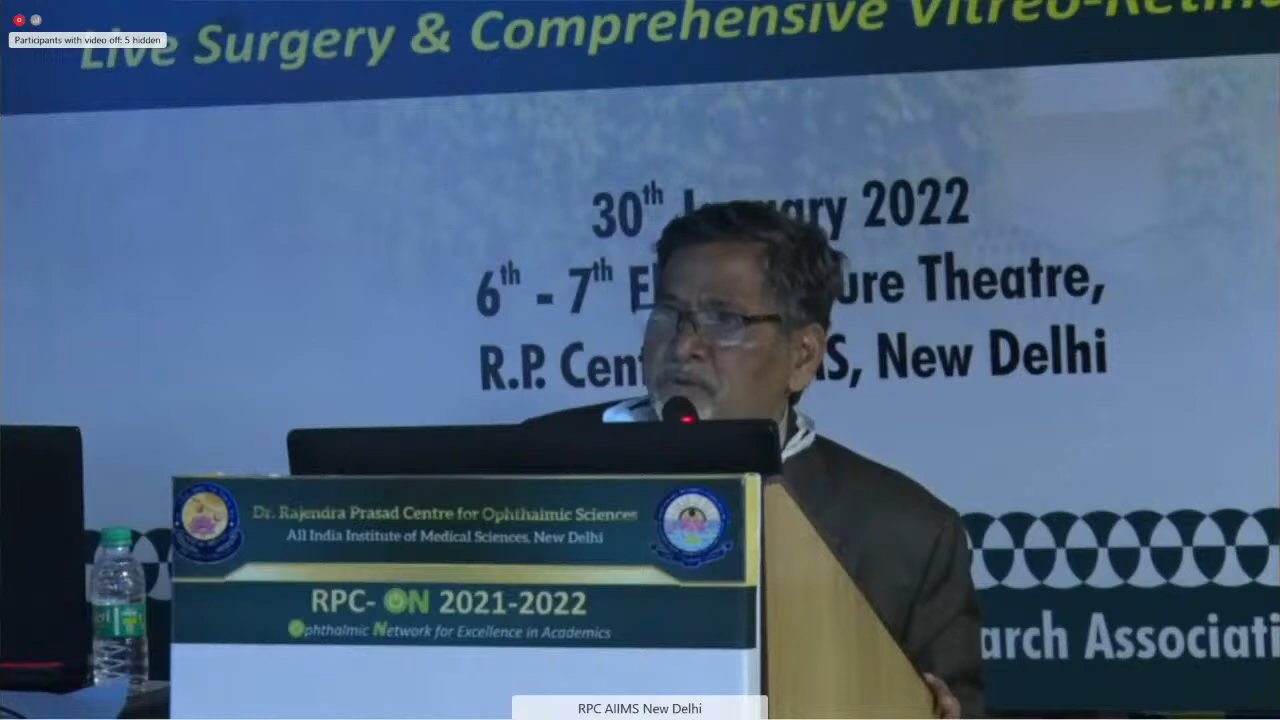 Participants with video off: 5 hidden
Live Surgery & Comprehensive Vitreo-Retina
30th January 2022
6th - 7th ure Theatre,
R.P. Cent S, New Delhi
Dr. Rajendra Prasad Centre for Ophthalmic Sciences
All India Institute of Medical Sciences, New Delhi
RPC- ON 2021-2022
Ophthalmic Network for Excellence in Academics
arch Associati
RPC AIIMS New Delhi